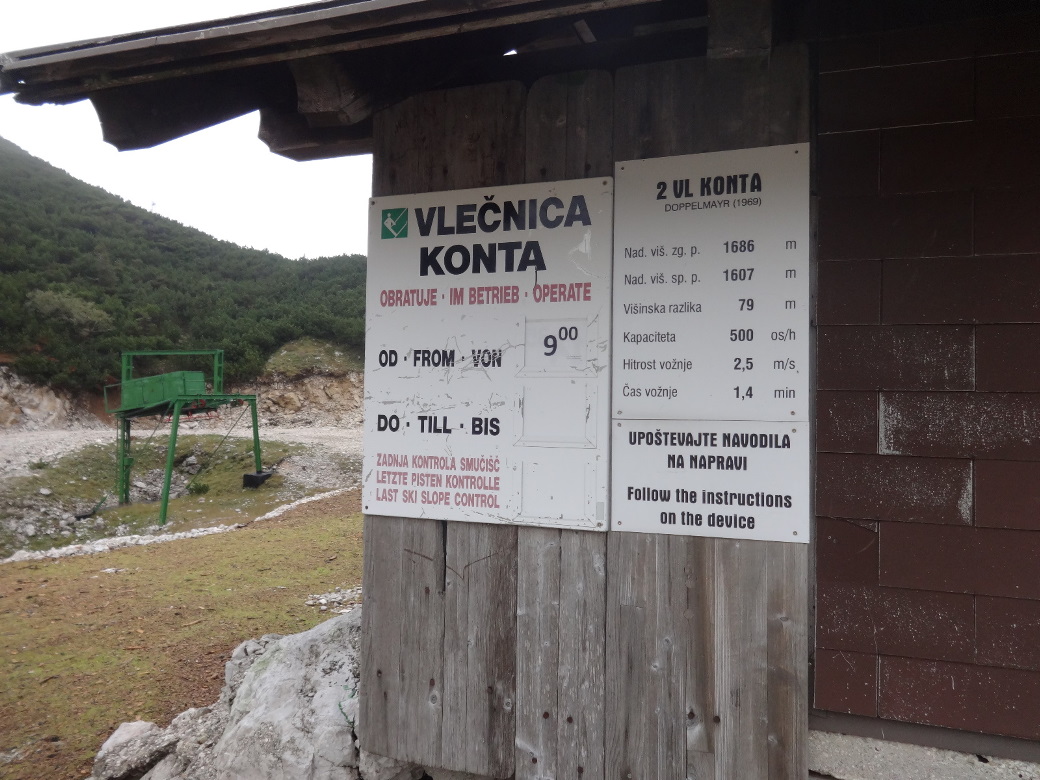 VLEČNICA
KONTA
OBRATUJE · IM BETRIEB · OPERATE
OD · FROM · VON 9⁰⁰
DO · TILL · BIS
ZADNJA KONTROLA SMUČIŠČ
LETZTE PISTEN KONTROLLE
LAST SKI SLOPE CONTROL
2 VL KONTA
DOPPELMAYR (1969)
Nad. viš. zg. p. 1686 m
Nad. viš. sp. p. 1607 m
Višinska razlika 79 m
Kapaciteta 500 os/h
Hitrost vožnje 2,5 m/s
Čas vožnje 1,4 min
UPOŠTEVAJTE NAVODILA
NA NAPRAVI
Follow the instructions
on the device